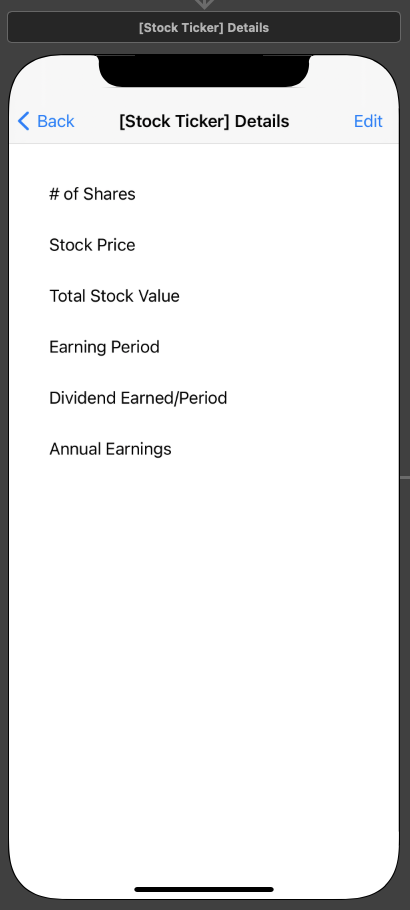 [Stock Ticker] Details
Back [Stock Ticker] Details Edit
# of Shares
Stock Price
Total Stock Value
Earning Period
Dividend Earned/Period
Annual Earnings